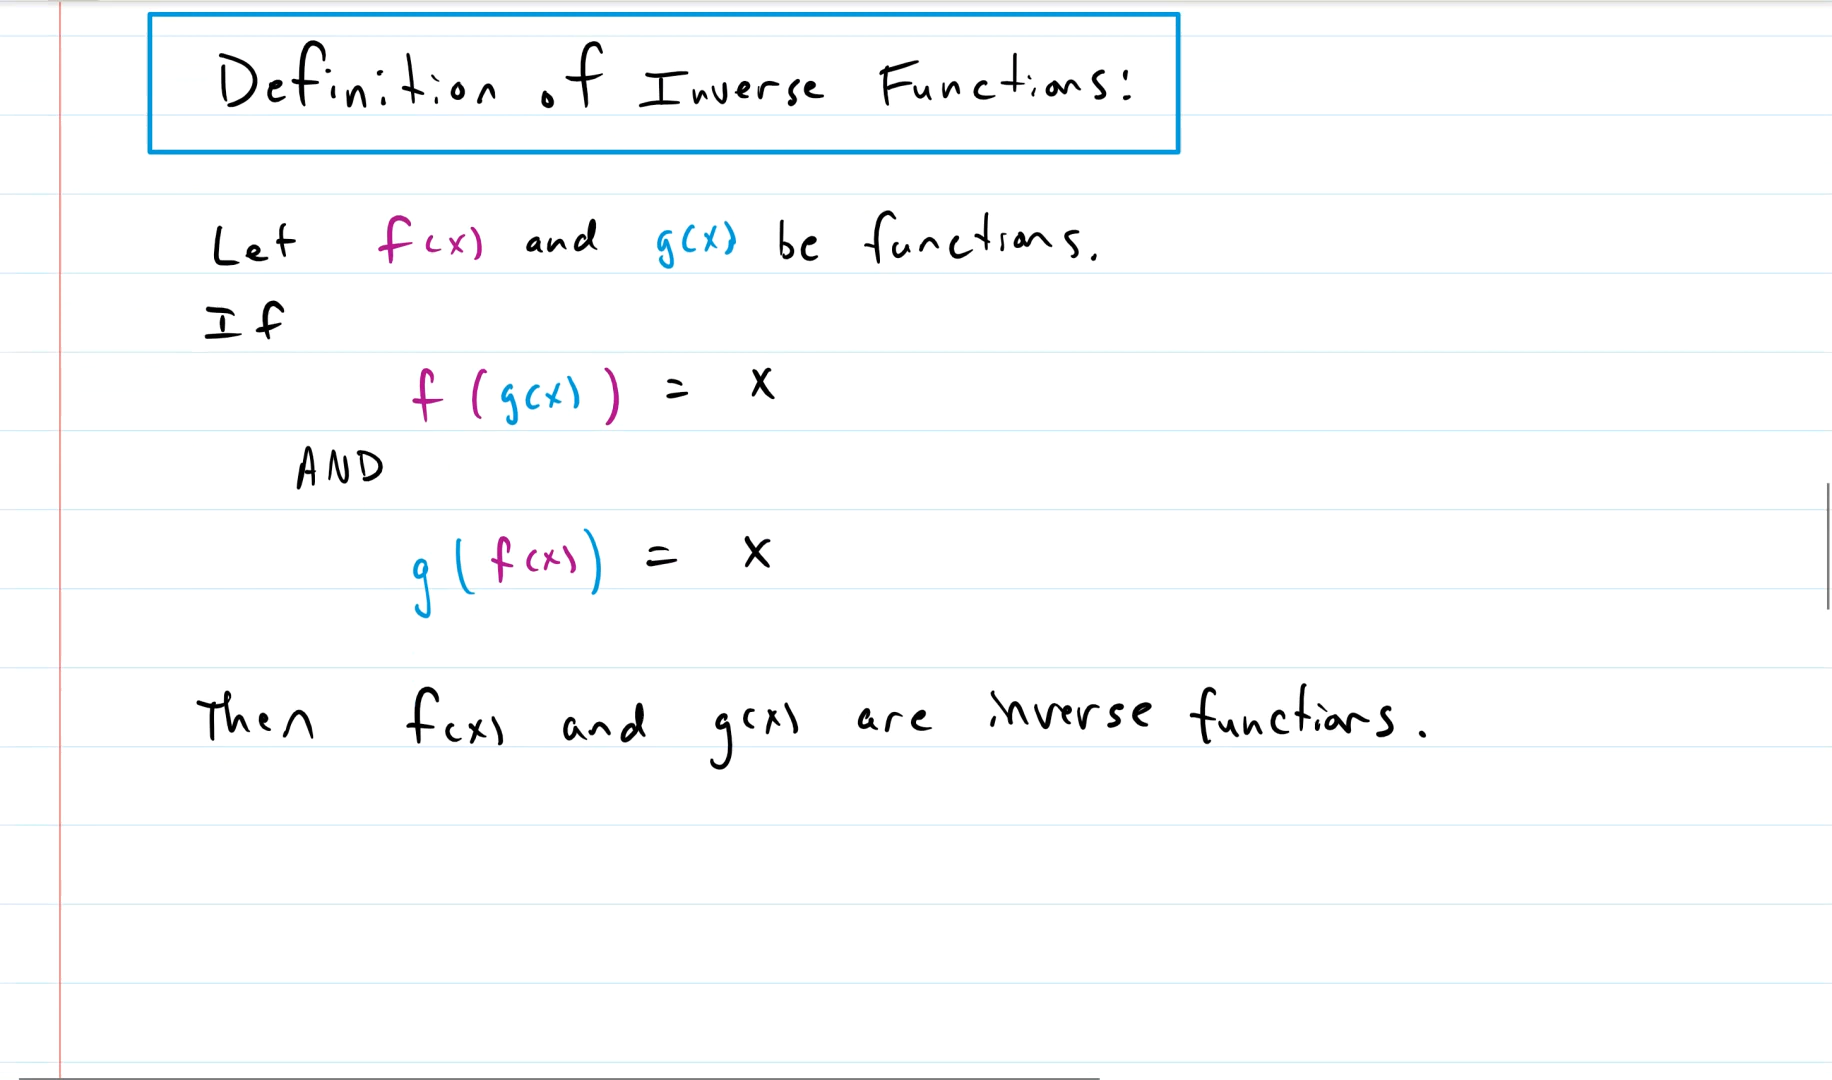 Definition of Inverse Functions:
Let f(x) and g(x) be functions.
If
f(g(x)) = x
AND
g(f(x)) = x
Then f(x) and g(x) are inverse functions.